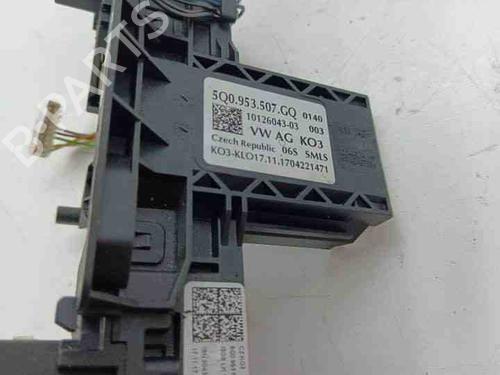 B-PARTS
5Q0.953.507.GQ 0140
10126043-03 003
VW AG KO3
Czech Republic 06S 5MLS
KO3-KLO17.11.1704221471